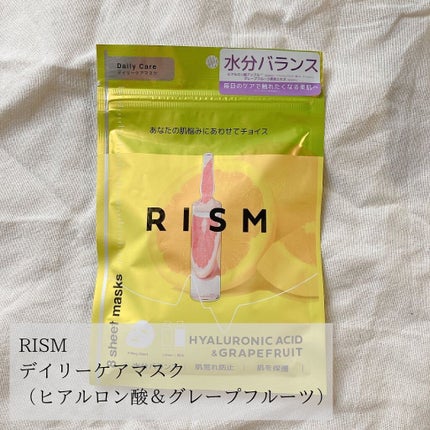 Daily Care
デイリーケアマスク
水分バランス
毎日のケアで触れたくなる素肌へ
あなたの肌悩みにあわせてチョイス
RISM
sheet masks
HYALURONIC ACID
& GRAPEFRUIT
肌荒れ防止
肌を保護
RISM
デイリーケアマスク
(ヒアルロン酸&グレープフルーツ)